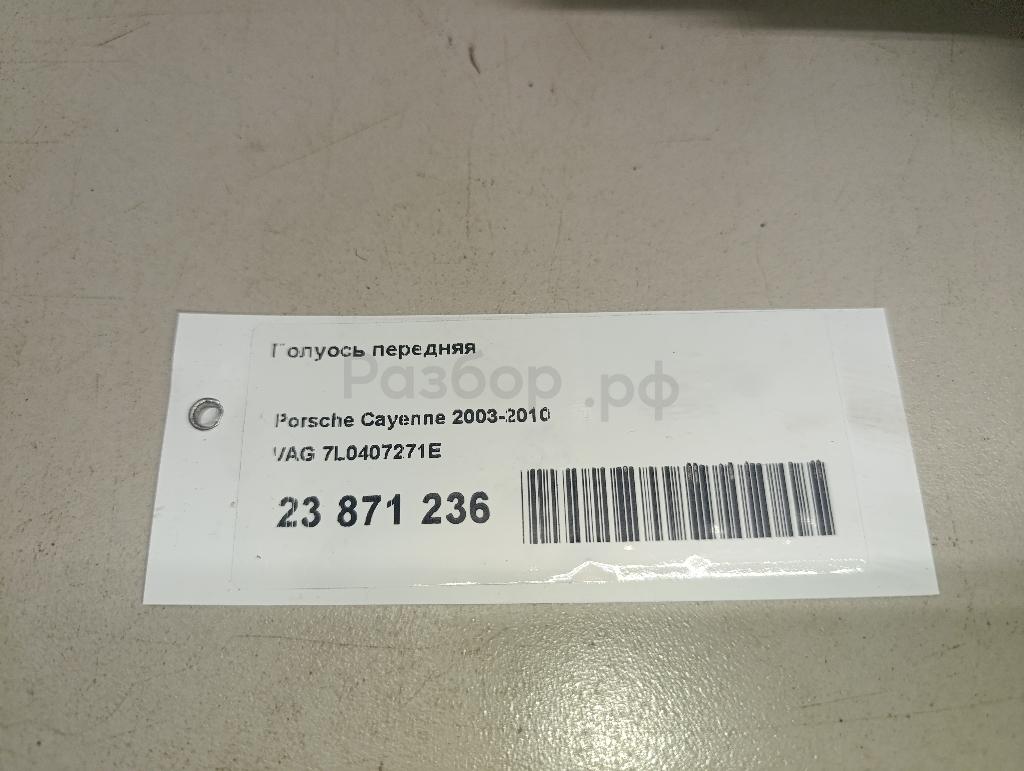 Полуось передняя
Разбор.рф
Porsche Cayenne 2003-2010
VAG 7L0407271E
23 871 236